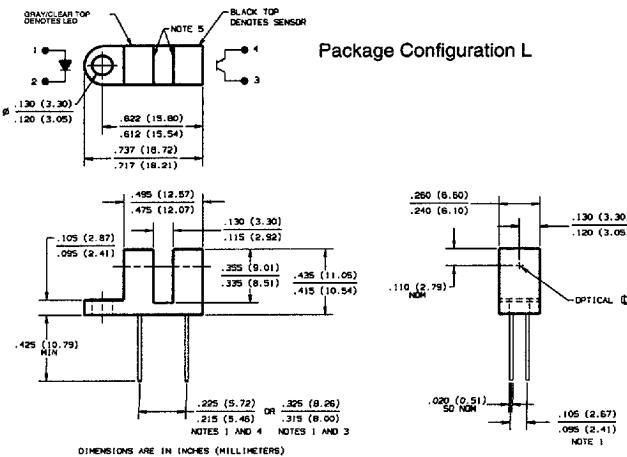 GRAY/CLEAR TOP
DENOTES LED
BLACK TOP
DENOTES SENSOR
NOTE 5
Package Configuration L
1
2
4
3
ø .130 (3.30)
.120 (3.05)
.622 (15.80)
.612 (15.54)
.737 (18.72)
.717 (18.21)
.495 (12.57)
.475 (12.07)
.130 (3.30)
.115 (2.92)
.105 (2.87)
.095 (2.41)
.355 (9.01)
.335 (8.51)
.435 (11.05)
.415 (10.54)
.425 (10.79)
MIN
.225 (5.72)
.215 (5.46)
OR
.325 (8.26)
.315 (8.00)
NOTES 1 AND 4
NOTES 1 AND 3
.260 (6.60)
.240 (6.10)
.130 (3.30
.120 (3.05
.110 (2.79)
NOM
OPTICAL ℄
.020 (0.51)
SQ NOM
.105 (2.67)
.095 (2.41)
NOTE 1
DIMENSIONS ARE IN INCHES (MILLIMETERS)